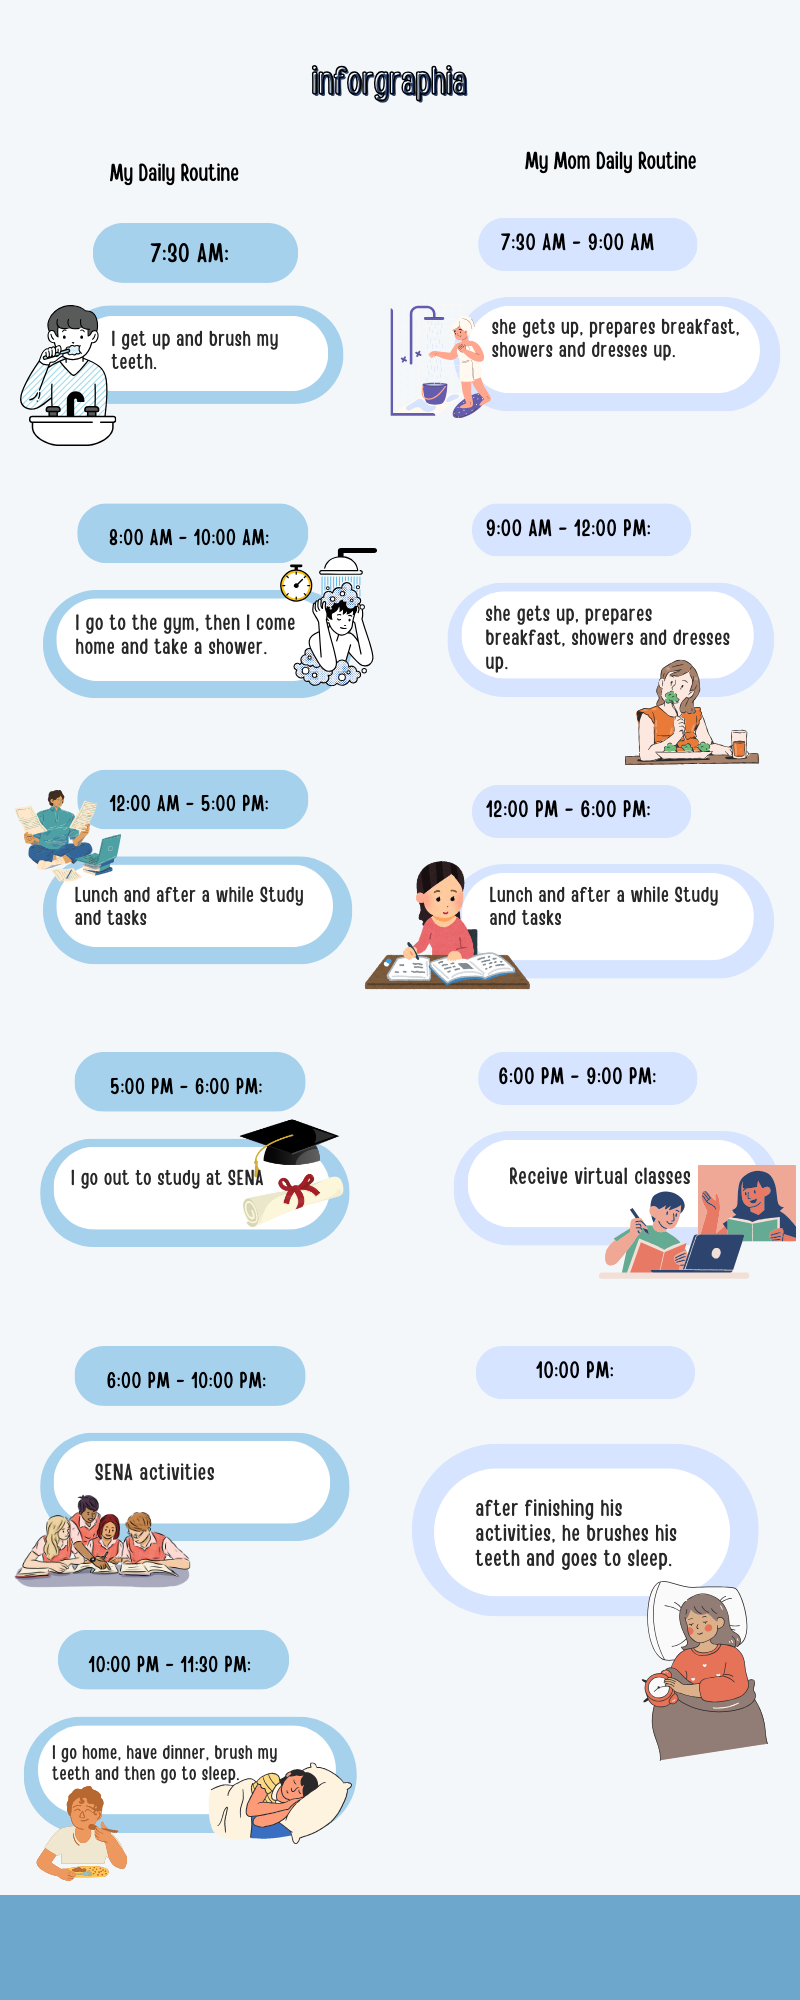 inforgraphia
My Daily Routine
7:30 AM:
I get up and brush my
teeth.
8:00 AM - 10:00 AM:
I go to the gym, then I come
home and take a shower.
12:00 AM - 5:00 PM:
Lunch and after a while Study
and tasks
5:00 PM - 6:00 PM:
I go out to study at SENA
6:00 PM - 10:00 PM:
SENA activities
10:00 PM - 11:30 PM:
I go home, have dinner, brush my
teeth and then go to sleep.
My Mom Daily Routine
7:30 AM - 9:00 AM
she gets up, prepares breakfast,
showers and dresses up.
9:00 AM - 12:00 PM:
she gets up, prepares
breakfast, showers and dresses
up.
12:00 PM - 6:00 PM:
Lunch and after a while Study
and tasks
6:00 PM - 9:00 PM:
Receive virtual classes
10:00 PM:
after finishing his
activities, he brushes his
teeth and goes to sleep.